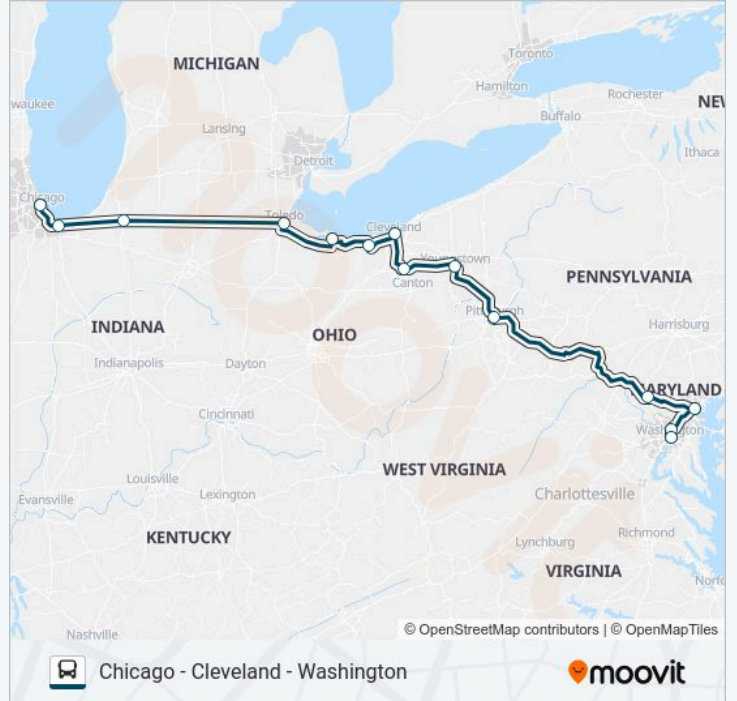 MICHIGAN
Toronto
Hamilton
Rochester
NEW
waukee
Buffalo
Lansing
Ithaca
Detroit
Chicago
Toledo
Cleveland
Youngstown
Canton
PENNSYLVANIA
Pittsburgh
INDIANA
OHIO
Harrisburg
Indianapolis
Dayton
MARYLAND
Cincinnati
Washington
WEST VIRGINIA
Louisville
Evansville
Lexington
Charlottesville
KENTUCKY
Richmond
Lynchburg
VIRGINIA
Norfo
Nashville
© OpenStreetMap contributors | © OpenMapTiles
Chicago - Cleveland - Washington
moovit